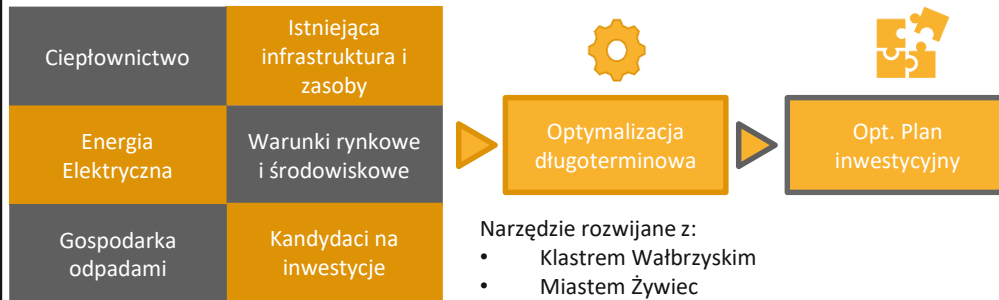 Ciepłownictwo
Istniejąca
infrastruktura i
zasoby
Energia
Elektryczna
Warunki rynkowe
i środowiskowe
Gospodarka
odpadami
Kandydaci na
inwestycje
Optymalizacja
długoterminowa
Opt. Plan
inwestycyjny
Narzędzie rozwijane z:
• Klastrem Wałbrzyskim
• Miastem Żywiec